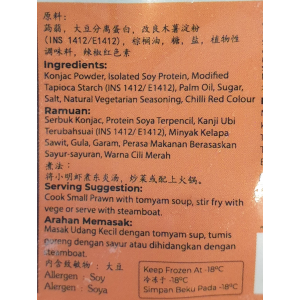 原料:
蒟蒻，大豆分离蛋白，改良木薯淀粉
(INS 1412/E1412)，棕榈油，糖，盐，植物性
调味料，辣椒红色素
Ingredients:
Konjac Powder, Isolated Soy Protein, Modified
Tapioca Starch (INS 1412/ E1412), Palm Oil, Sugar,
Salt, Natural Vegetarian Seasoning, Chilli Red Colour
Ramuan:
Serbuk Konjac, Protein Soya Terpencil, Kanji Ubi
Terubahsuai (INS 1412/ E1412), Minyak Kelapa
Sawit, Gula, Garam, Perasa Makanan Berasaskan
Sayur-sayuran, Warna Cili Merah
煮法:
将小明虾煮东炎汤，炒菜或配上火锅。
Serving Suggestion:
Cook Small Prawn with tomyam soup, stir fry with
vege or serve with steamboat.
Arahan Memasak:
Masak Udang Kecil dengan tomyam sup, tumis
goreng dengan sayur atau dihidangkan dengan
steamboat.
内含致敏物: 大豆
Allergen : Soy
Allergen : Soya
Keep Frozen At -18°C
冷冻于 -18°C
Simpan Beku Pada -18°C